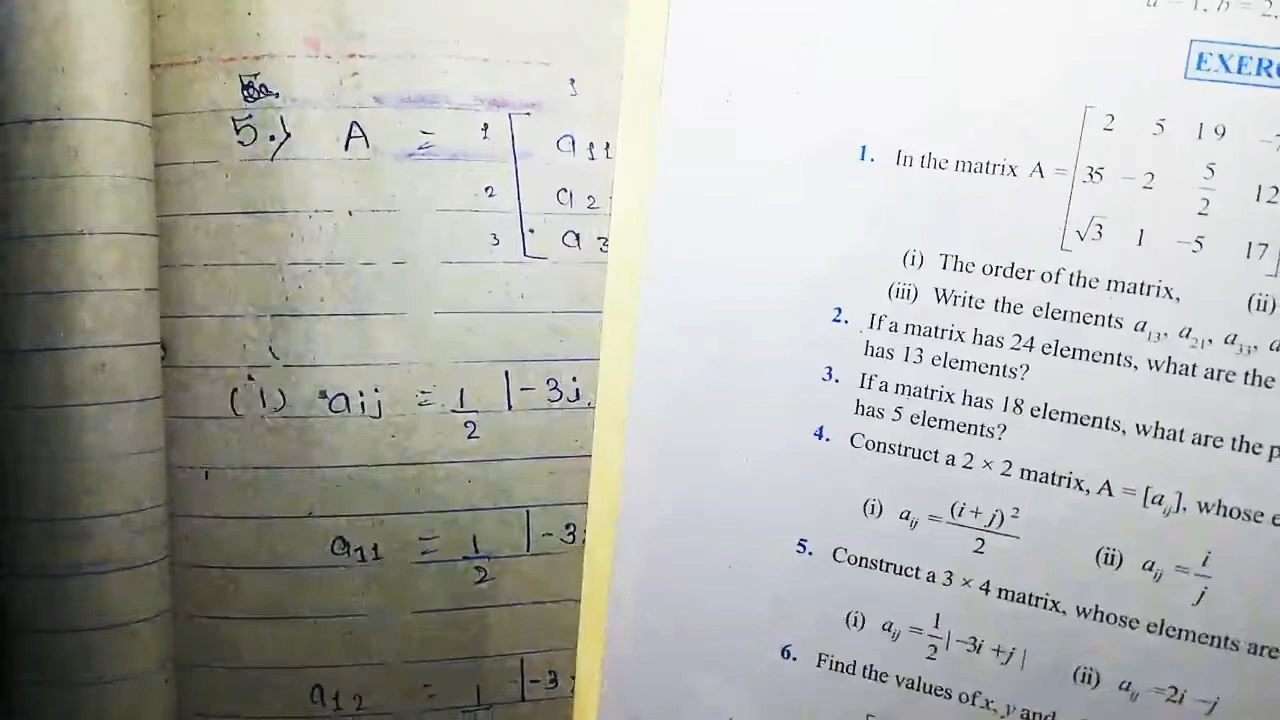 5.) A = 1 [ a11
2 a2
3 a3
(i) aij = 1/2 |-3i
a11 = 1/2 |-3
a12 = 1 |-3
EXER
1. In the matrix A = [ 2 5 19 -7
35 -2 5/2 12
√3 1 -5 17 ]
(i) The order of the matrix, (ii)
(iii) Write the elements a13, a21, a33,
2. If a matrix has 24 elements, what are the
has 13 elements?
3. If a matrix has 18 elements, what are the p
has 5 elements?
4. Construct a 2 × 2 matrix, A = [aij], whose e
(i) aij = (i + j)²/2 (ii) aij = i/j
5. Construct a 3 × 4 matrix, whose elements are
(i) aij = 1/2 |-3i + j| (ii) aij = 2i - j
6. Find the values of x, y and